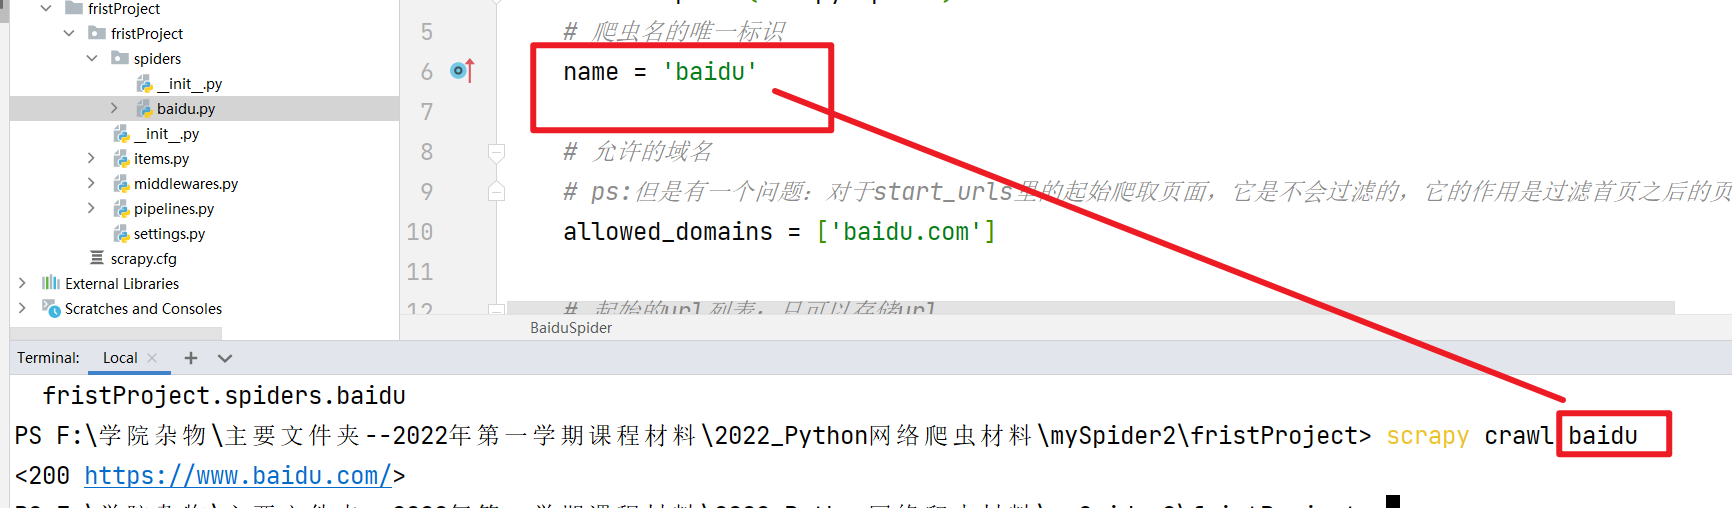 fristProject
fristProject
spiders
__init__.py
baidu.py
__init__.py
items.py
middlewares.py
pipelines.py
settings.py
scrapy.cfg
External Libraries
Scratches and Consoles
5 # 爬虫名的唯一标识
6 name = 'baidu'
7
8 # 允许的域名
9 # ps:但是有一个问题: 对于start_urls里的起始爬取页面, 它是不会过滤的, 它的作用是过滤首页之后的页
10 allowed_domains = ['baidu.com']
11
12 # 起始的url列表: 只可以存储url
BaiduSpider
Terminal: Local
fristProject.spiders.baidu
PS F:\学院杂物\主要文件夹--2022年第一学期课程材料\2022_Python网络爬虫材料\mySpider2\fristProject> scrapy crawl baidu
<200 https://www.baidu.com/>